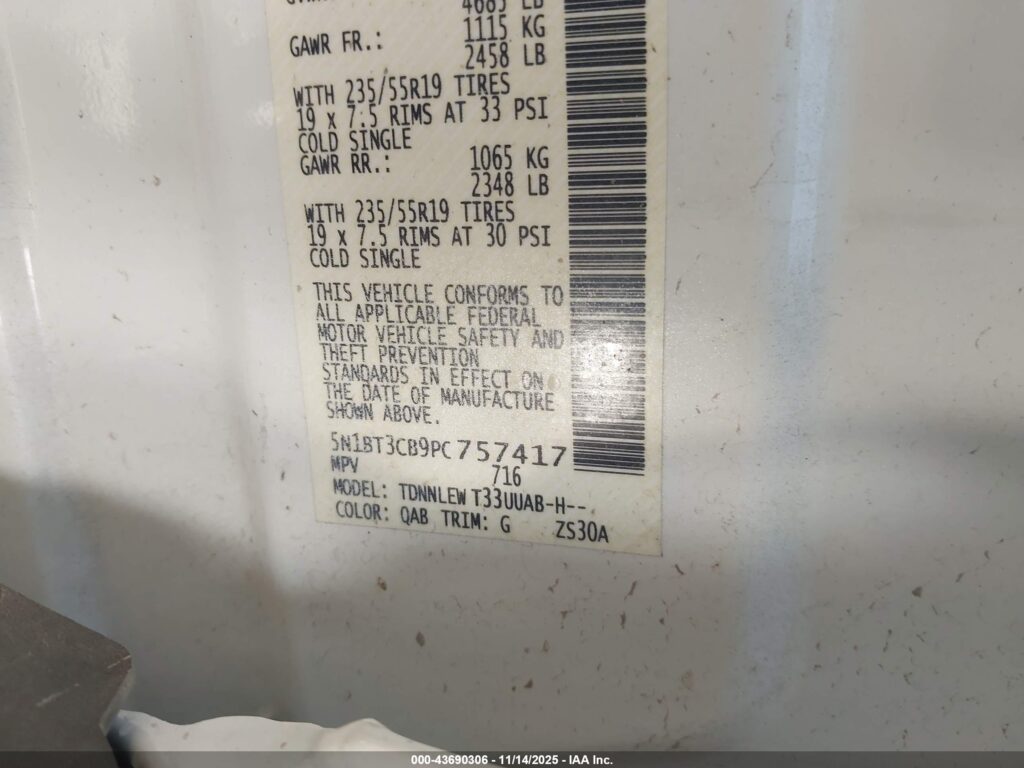 4685 LB
GAWR FR.: 1115 KG
2458 LB
WITH 235/55R19 TIRES
19 x 7.5 RIMS AT 33 PSI
COLD SINGLE
GAWR RR.: 1065 KG
2348 LB
WITH 235/55R19 TIRES
19 x 7.5 RIMS AT 30 PSI
COLD SINGLE
THIS VEHICLE CONFORMS TO
ALL APPLICABLE FEDERAL
MOTOR VEHICLE SAFETY AND
THEFT PREVENTION
STANDARDS IN EFFECT ON
THE DATE OF MANUFACTURE
SHOWN ABOVE.
5N1BT3CB9PC757417
MPV 716
MODEL: TDNNLEW T33UUAB-H--
COLOR: QAB TRIM: G ZS30A
000-43690306 - 11/14/2025 - IAA Inc.